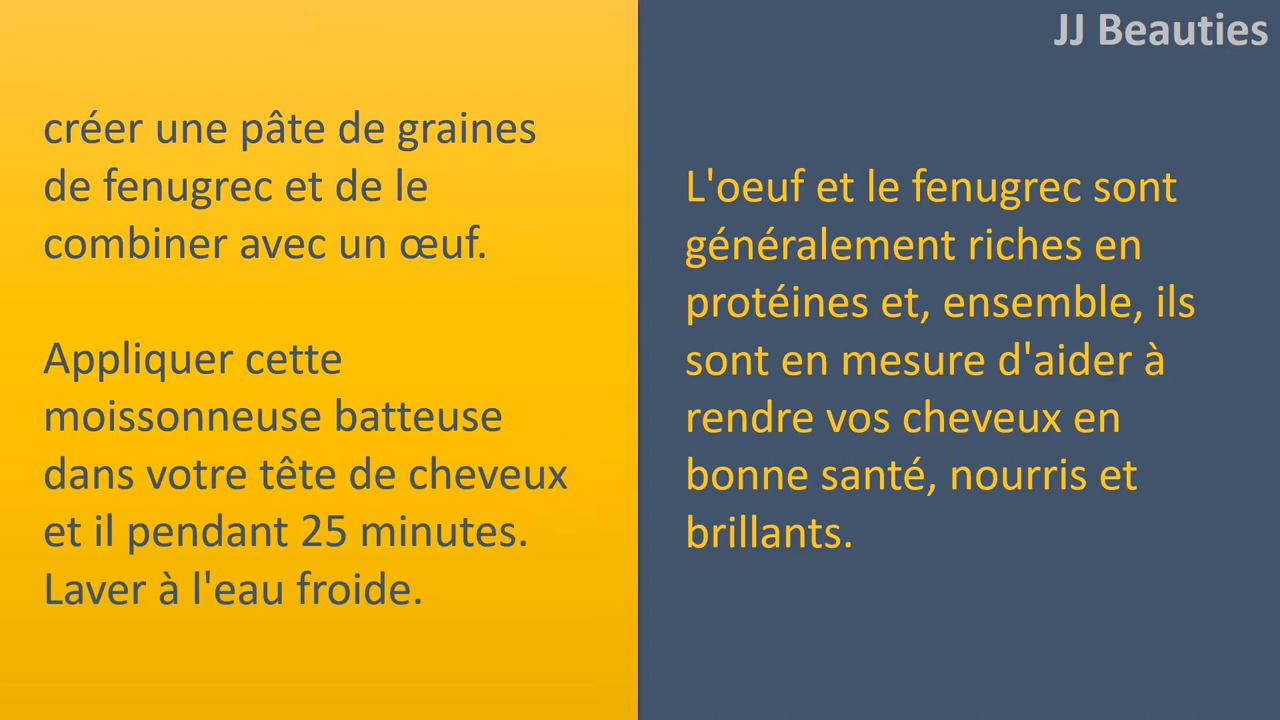 JJ Beauties
créer une pâte de graines
de fenugrec et de le
combiner avec un œuf.
Appliquer cette
moissonneuse batteuse
dans votre tête de cheveux
et il pendant 25 minutes.
Laver à l'eau froide.
L'oeuf et le fenugrec sont
généralement riches en
protéines et, ensemble, ils
sont en mesure d'aider à
rendre vos cheveux en
bonne santé, nourris et
brillants.